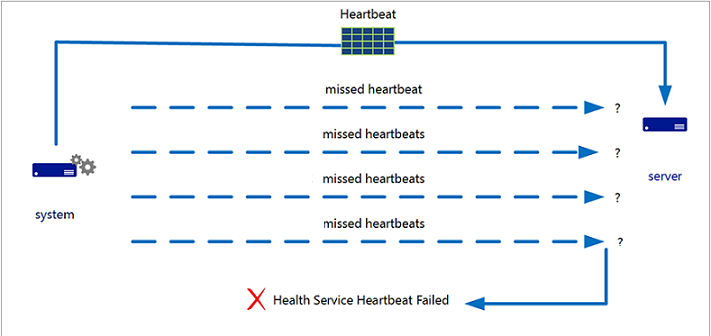 Heartbeat
missed heartbeat
?
missed heartbeats
?
missed heartbeats
?
missed heartbeats
?
system
server
Health Service Heartbeat Failed